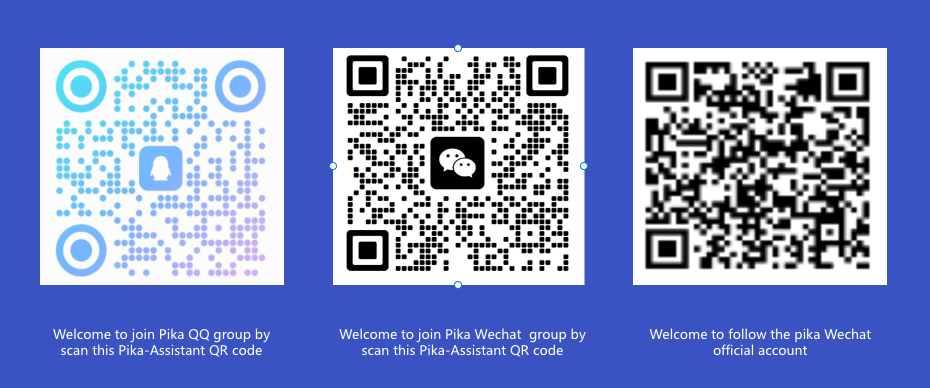 Welcome to join Pika QQ group by
scan this Pika-Assistant QR code
Welcome to join Pika Wechat  group by
scan this Pika-Assistant QR code
Welcome to follow the pika Wechat
official account